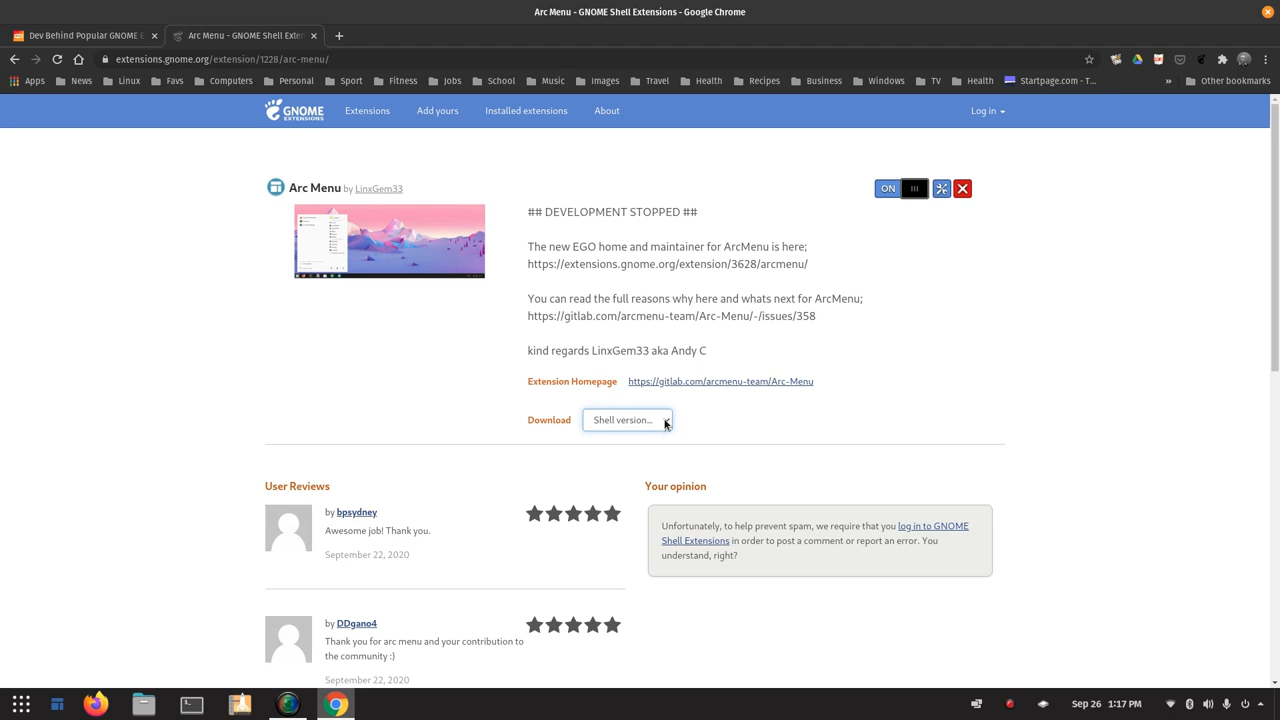 Arc Menu - GNOME Shell Extensions - Google Chrome
Dev Behind Popular GNOME E
Arc Menu - GNOME Shell Exten
extensions.gnome.org/extension/1228/arc-menu/
Apps News Linux Favs Computers Personal Sport Fitness Jobs School Music Images Travel Health Recipes Business Windows TV Health Startpage.com - T... » Other bookmarks
GNOME EXTENSIONS
Extensions Add yours Installed extensions About Log in
Arc Menu by LinxGem33
ON
## DEVELOPMENT STOPPED ##
The new EGO home and maintainer for ArcMenu is here;
https://extensions.gnome.org/extension/3628/arcmenu/
You can read the full reasons why here and whats next for ArcMenu;
https://gitlab.com/arcmenu-team/Arc-Menu/-/issues/358
kind regards LinxGem33 aka Andy C
Extension Homepage https://gitlab.com/arcmenu-team/Arc-Menu
Download Shell version...
User Reviews
by bpsydney
Awesome job! Thank you.
September 22, 2020
by DDgano4
Thank you for arc menu and your contribution to
the community :)
September 22, 2020
Your opinion
Unfortunately, to help prevent spam, we require that you log in to GNOME
Shell Extensions in order to post a comment or report an error. You
understand, right?
Sep 26 1:17 PM